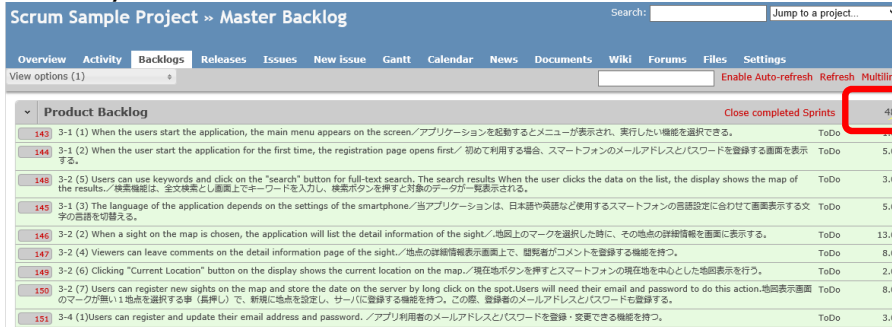 Scrum Sample Project » Master Backlog
Search:
Jump to a project...
Overview Activity Backlogs Releases Issues New issue Gantt Calendar News Documents Wiki Forums Files Settings
View options (1)
Enable Auto-refresh Refresh
Product Backlog Close completed Sprints
143 3-1 (1) When the users start the application, the main menu appears on the screen／アプリケーションを起動するとメニューが表示され、実行したい機能を選択できる。 ToDo
144 3-1 (2) When the user start the application for the first time, the registration page opens first／ 初めて利用する場合、スマートフォンのメールアドレスとパスワードを登録する画面を表示 ToDo 5.
する。
148 3-2 (5) Users can use keywords and click on the "search" button for full-text search. The search results When the user clicks the data on the list, the display shows the map of ToDo 3.
the results.／検索機能は、全文検索とし画面上でキーワードを入力し、検索ボタンを押すと対象のデータが一覧表示される。
145 3-1 (3) The language of the application depends on the settings of the smartphone／当アプリケーションは、日本語や英語など使用するスマートフォンの言語設定に合わせて画面表示する文 ToDo 5.
字の言語を切替える。
146 3-2 (2) When a sight on the map is chosen, the application will list the detail information of the sight／.地図上のマークを選択した時に、その地点の詳細情報を画面に表示する。 ToDo 13.
147 3-2 (4) Viewers can leave comments on the detail information page of the sight.／地点の詳細情報表示画面上で、閲覧者がコメントを登録する機能を持つ。 ToDo 8.
149 3-2 (6) Clicking "Current Location" button on the display shows the current location on the map.／現在地ボタンを押すとスマートフォンの現在地を中心とした地図表示を行う。 ToDo 2.
150 3-2 (7) Users can register new sights on the map and store the date on the server by long click on the spot.Users will need their email and password to do this action.地図表示画面 ToDo 8.
のマークが無い１地点を選択する事（長押し）で、新規に地点を設定し、サーバに登録する機能を持つ。この際、登録者のメールアドレスとパスワードも登録する。
151 3-4 (1)Users can register and update their email address and password. ／アプリ利用者のメールアドレスとパスワードを登録・変更できる機能を持つ。 ToDo 3.